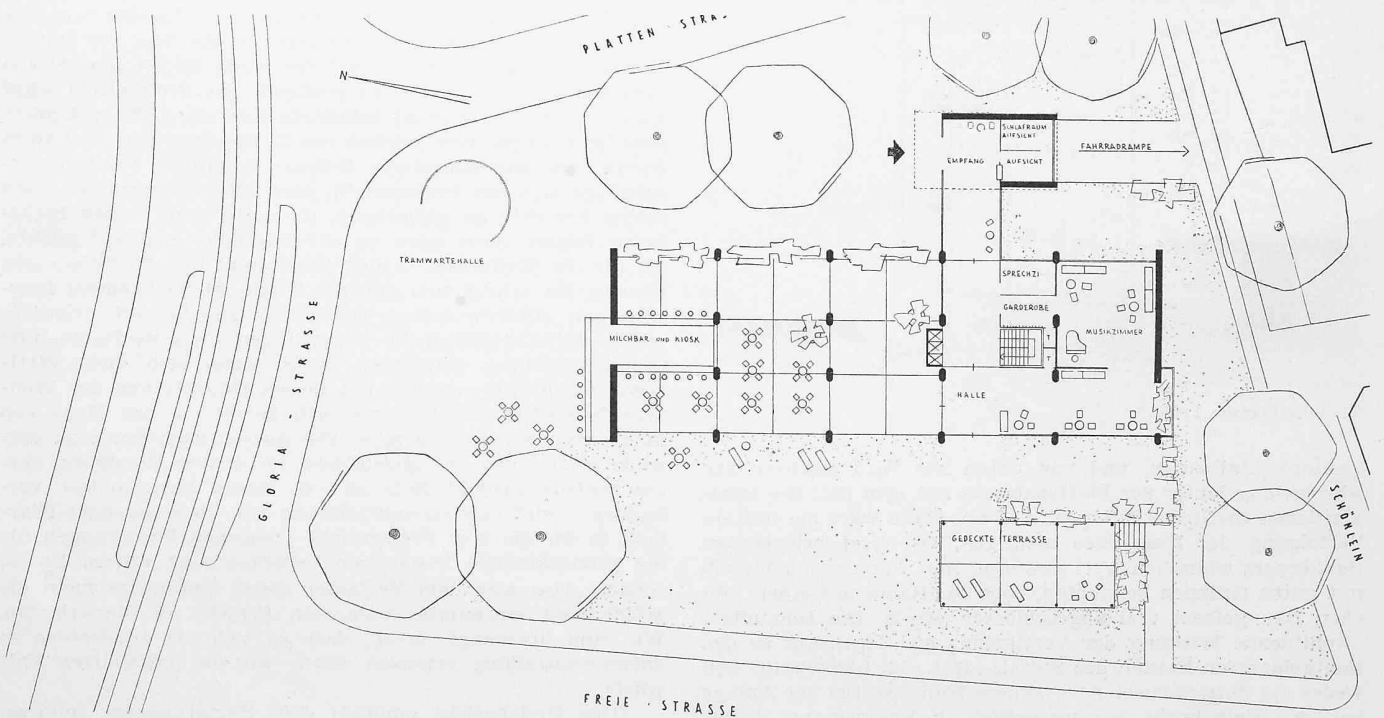 PLATTEN · STRA
N
SCHLAFRAUM
AUFSICHT
EMPFANG
AUFSICHT
FAHRRADRAMPE
TRAMWARTEHALLE
SPRECHZI
GARDEROBE
MUSIKZIMMER
MILCHBAR UND KIOSK
T
T
HALLE
GLORIA · STRASSE
GEDECKTE TERRASSE
SCHÖNLEIN
FREIE · STRASSE